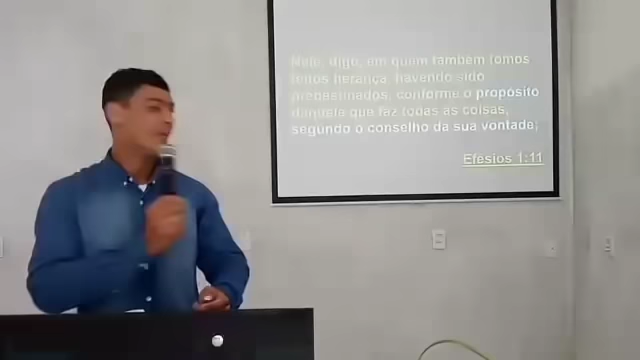 Nele, digo, em quem também fomos
feitos herança, havendo sido
predestinados, conforme o propósito
daquele que faz todas as coisas,
segundo o conselho da sua vontade;
Efésios 1:11